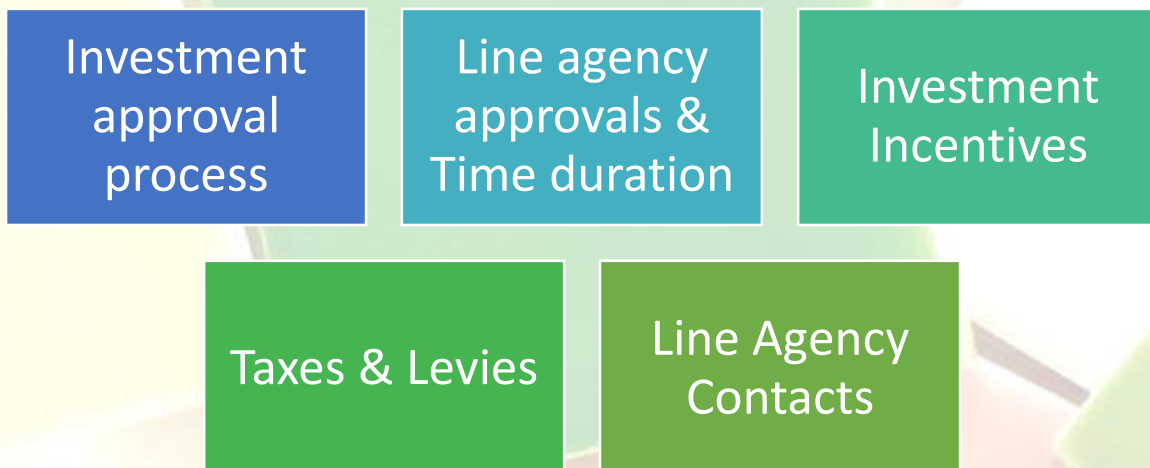 Investment
approval
process
Line agency
approvals &
Time duration
Investment
Incentives
Taxes & Levies
Line Agency
Contacts